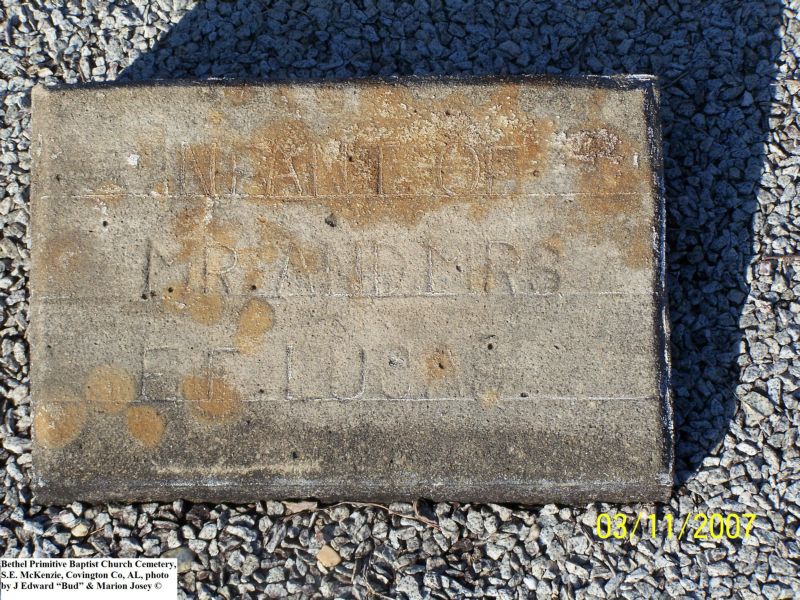 INFANT OF
MR. AND MRS
E.F. LUCAS
03/11/2007
Bethel Primitive Baptist Church Cemetery,
S.E. McKenzie, Covington Co, AL, photo
by J Edward “Bud” & Marion Josey ©